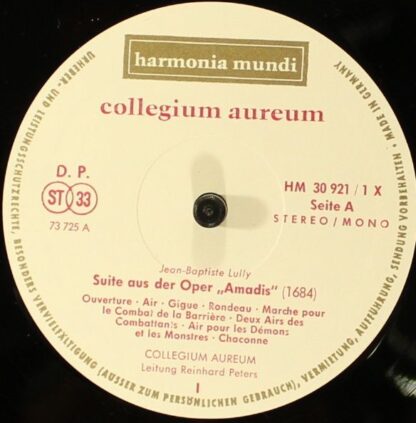 harmonia mundi
collegium aureum
D. P.
ST 33
73 725 A
HM 30 921 / 1 X
Seite A
STEREO / MONO
Jean-Baptiste Lully
Suite aus der Oper „Amadis“ (1684)
Ouverture · Air · Gigue · Rondeau · Marche pour
le Combat de la Barrière · Deux Airs des
Combattants · Air pour les Démons
et les Monstres · Chaconne
COLLEGIUM AUREUM
Leitung Reinhard Peters
I
URHEBER- UND LEISTUNGSSCHUTZRECHTE, BESONDERS VERVIELFÄLTIGUNG (AUSSER ZUM PERSÖNLICHEN GEBRAUCH), VERMIETUNG, AUFFÜHRUNG, SENDUNG VORBEHALTEN · MADE IN GERMANY